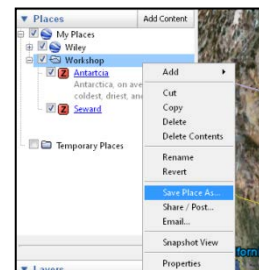 Places
Add Content
My Places
Wiley
Workshop
Antartcia
Antarctica, on ave
coldest, driest, and
Seward
Temporary Places
Add
Cut
Copy
Delete
Delete Contents
Rename
Revert
Save Place As...
Share / Post...
Email...
Snapshot View
Properties
Layers